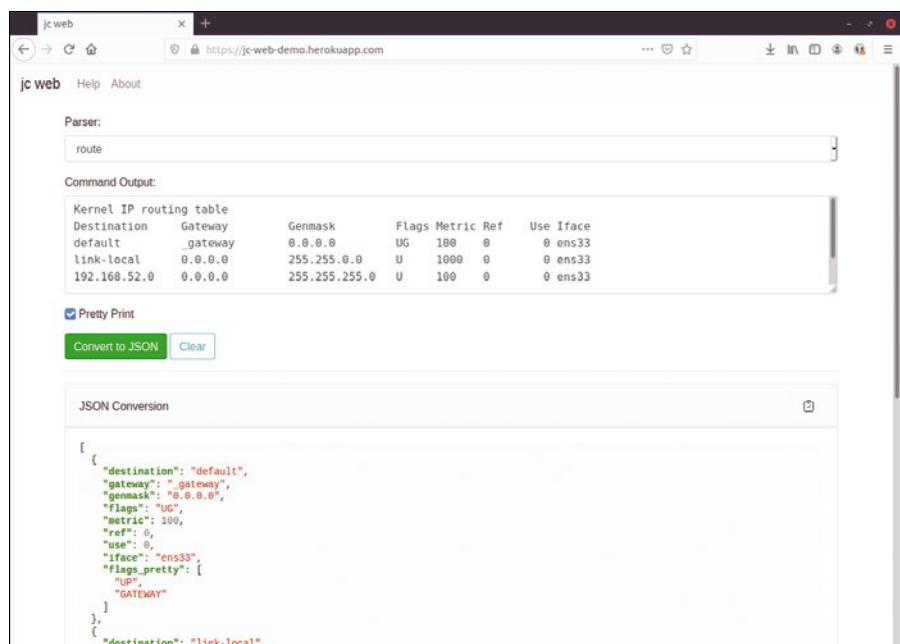 jc web
https://jc-web-demo.herokuapp.com
jc web Help About
Parser:
route
Command Output:
Kernel IP routing table
Destination Gateway Genmask Flags Metric Ref Use Iface
default _gateway 0.0.0.0 UG 100 0 0 ens33
link-local 0.0.0.0 255.255.0.0 U 1000 0 0 ens33
192.168.52.0 0.0.0.0 255.255.255.0 U 100 0 0 ens33
Pretty Print
Convert to JSON Clear
JSON Conversion
[
{
"destination": "default",
"gateway": "_gateway",
"genmask": "0.0.0.0",
"flags": "UG",
"metric": 100,
"ref": 0,
"use": 0,
"iface": "ens33",
"flags_pretty": [
"UP",
"GATEWAY"
]
},
{
"destination": "link-local"